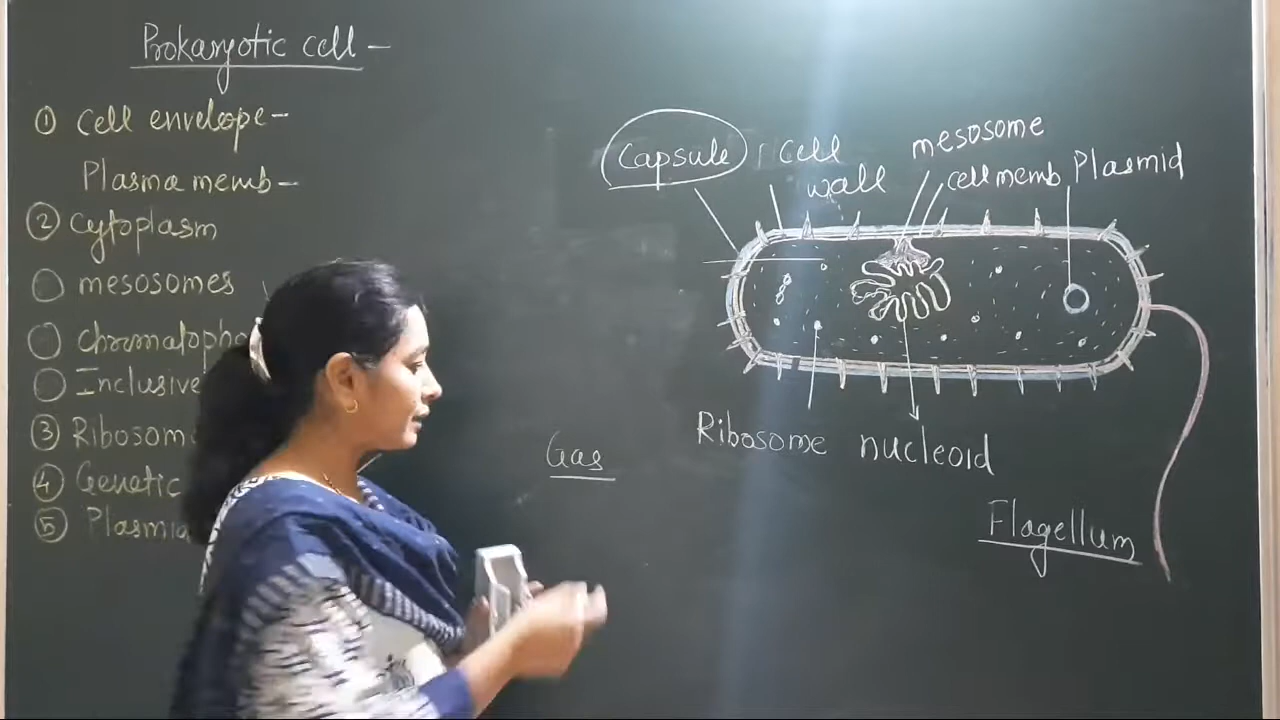 Prokaryotic cell -
① Cell envelope -
Plasma memb -
② Cytoplasm
mesosomes
Chromatopho
Inclusive
③ Ribosom
④ Genetic
⑤ Plasmid
Capsule
Cell
wall
mesosome
cell memb
Plasmid
Ribosome
nucleoid
Gas
Flagellum